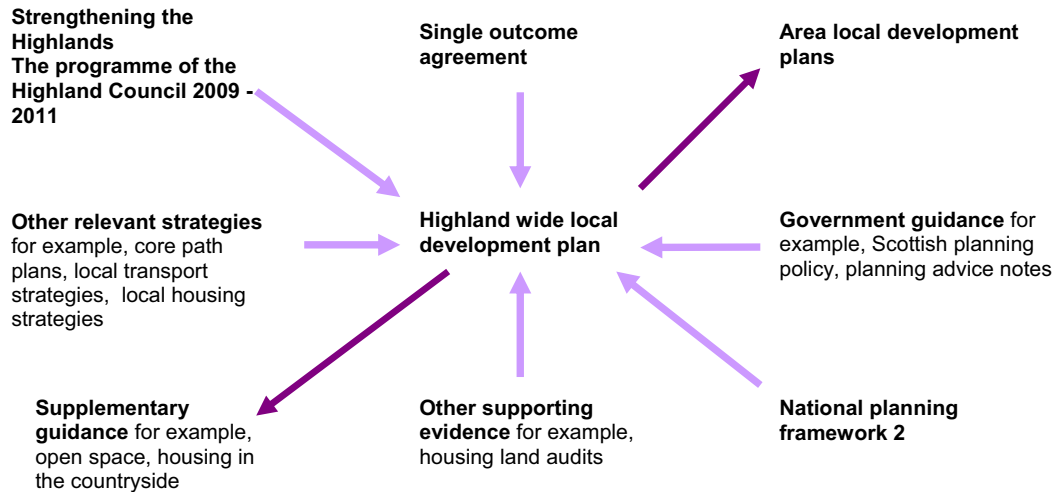 Strengthening the
Highlands
The programme of the
Highland Council 2009 -
2011
Single outcome
agreement
Area local development
plans
Other relevant strategies
for example, core path
plans, local transport
strategies, local housing
strategies
Highland wide local
development plan
Government guidance for
example, Scottish planning
policy, planning advice notes
Supplementary
guidance for example,
open space, housing in
the countryside
Other supporting
evidence for example,
housing land audits
National planning
framework 2